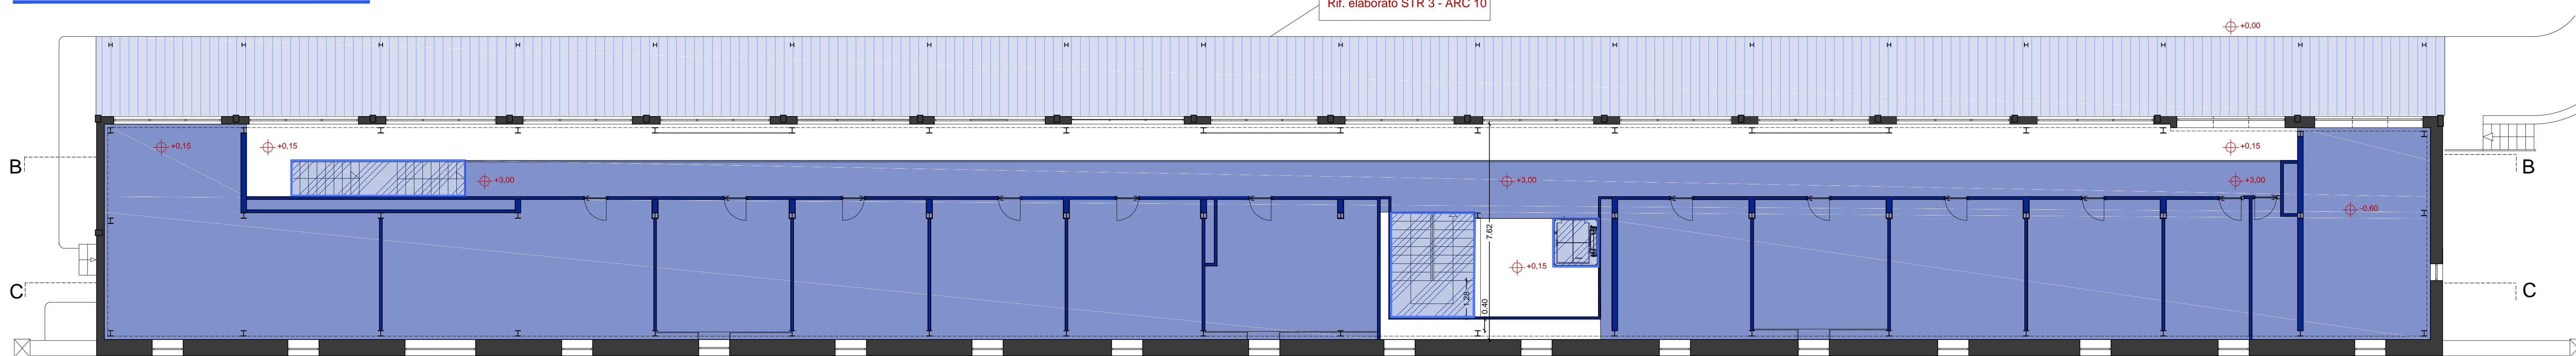 Rif. elaborato STR 3 - ARC 10
+0,00
+0,15
+0,15
+0,15
B
B
+3,00
+3,00
+3,00
-0,60
7.62
+0,15
C
1.28
0.40
C